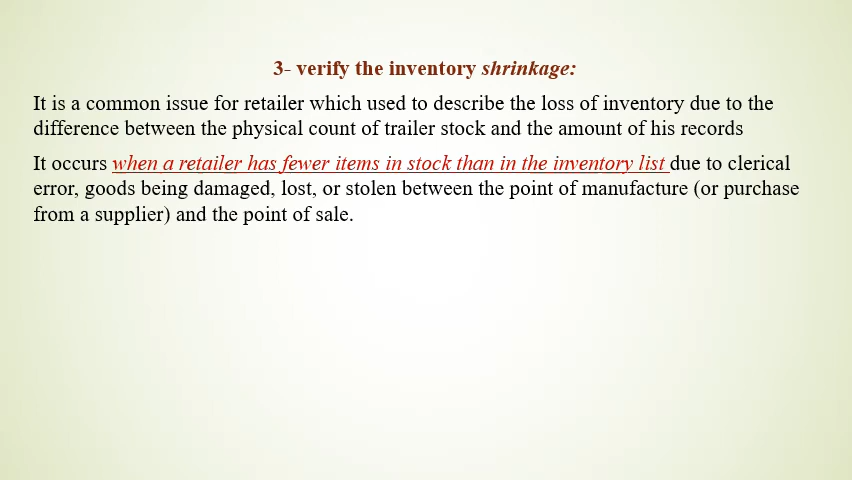 3- verify the inventory shrinkage:
It is a common issue for retailer which used to describe the loss of inventory due to the
difference between the physical count of trailer stock and the amount of his records
It occurs when a retailer has fewer items in stock than in the inventory list due to clerical
error, goods being damaged, lost, or stolen between the point of manufacture (or purchase
from a supplier) and the point of sale.